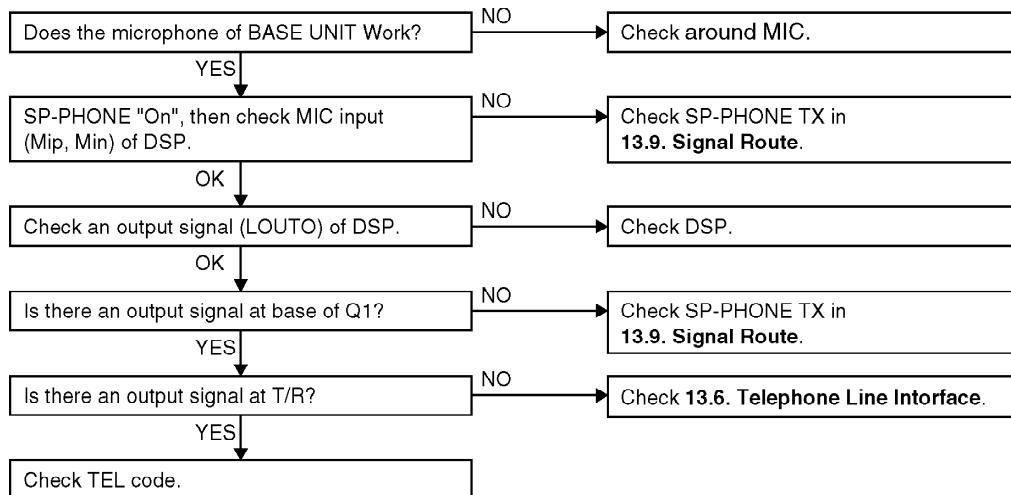 Does the microphone of BASE UNIT Work?
NO
Check around MIC.
YES
SP-PHONE "On", then check MIC input
(Mip, Min) of DSP.
NO
Check SP-PHONE TX in
13.9. Signal Route.
OK
Check an output signal (LOUTO) of DSP.
NO
Check DSP.
OK
Is there an output signal at base of Q1?
NO
Check SP-PHONE TX in
13.9. Signal Route.
YES
Is there an output signal at T/R?
NO
Check 13.6. Telephone Line Intorface.
YES
Check TEL code.